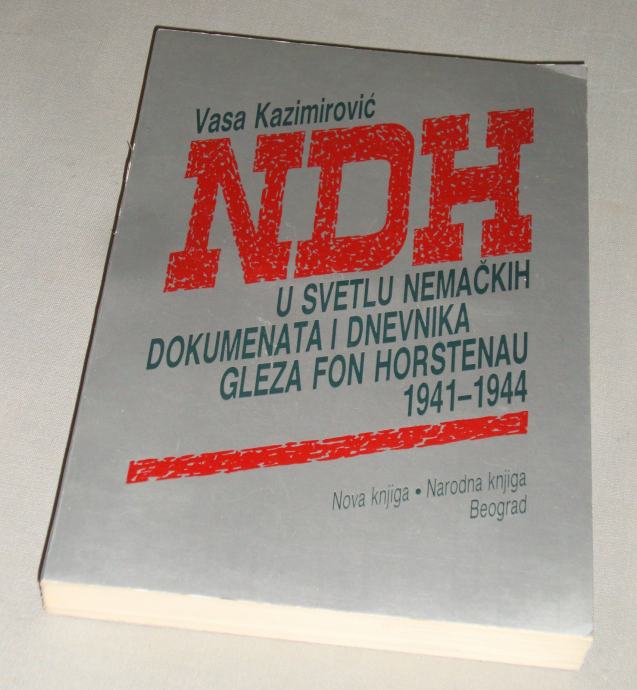 Vasa Kazimirović
NDH
U SVETLU NEMAČKIH
DOKUMENATA I DNEVNIKA
GLEZA FON HORSTENAU
1941–1944
Nova knjiga • Narodna knjiga
Beograd